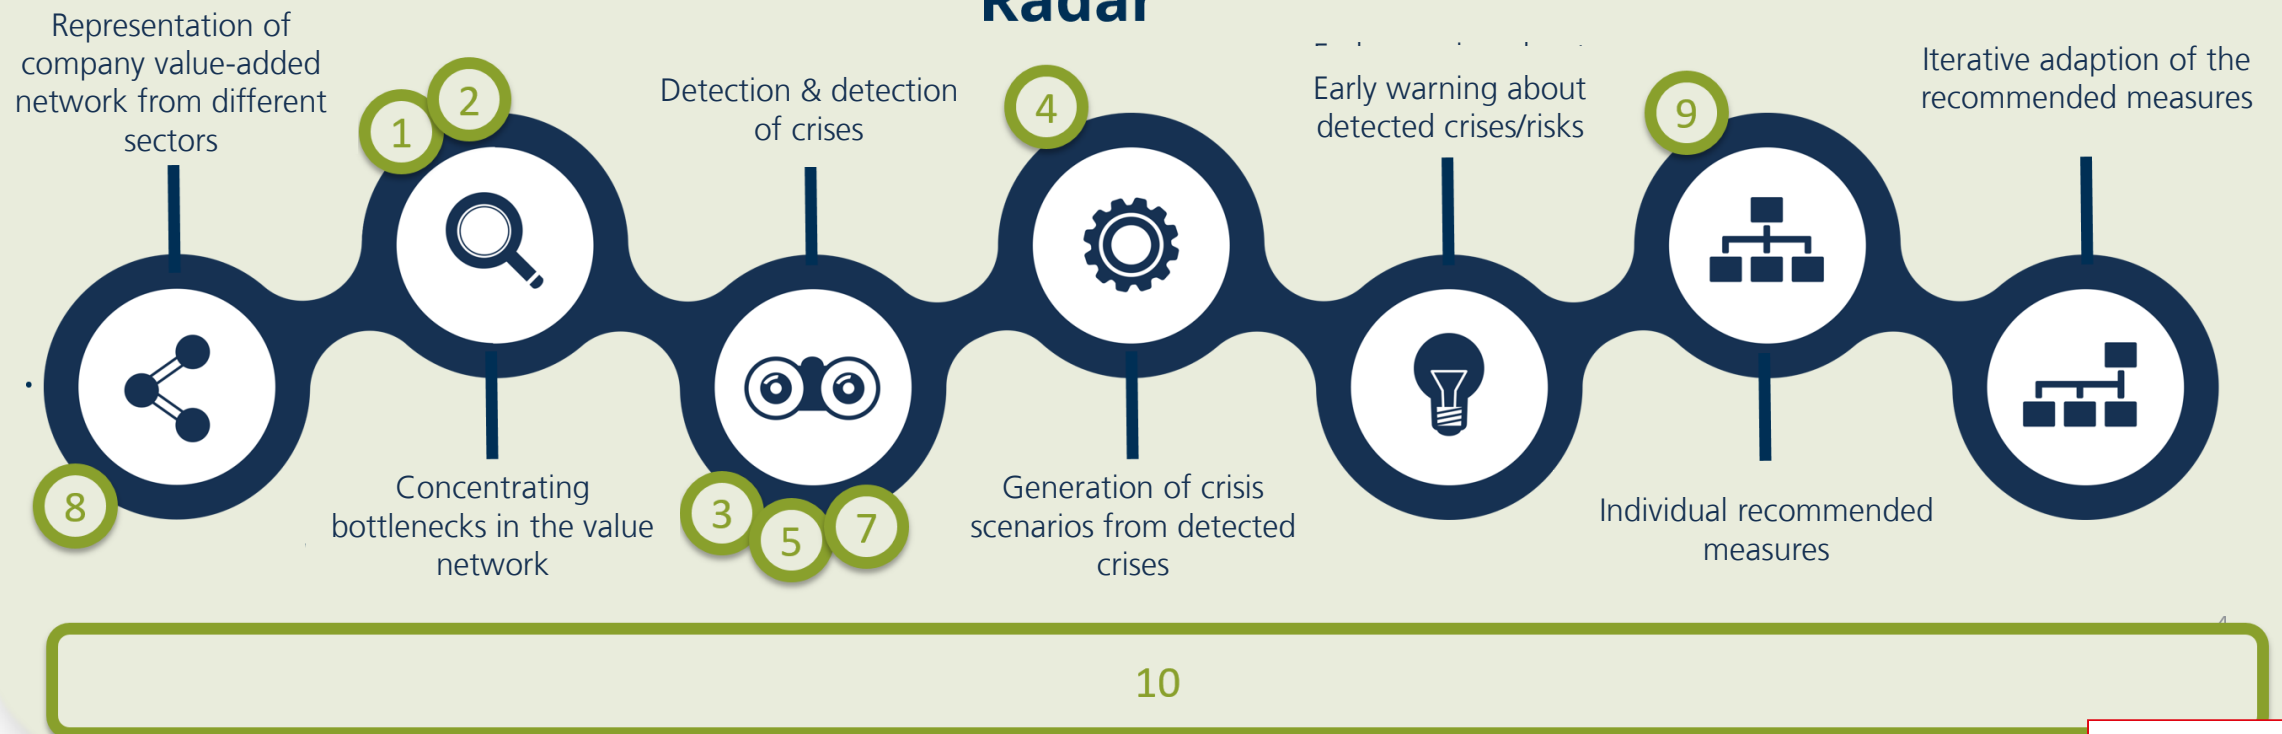 Radar
Representation of
company value-added
network from different
sectors
1
2
Detection & detection
of crises
4
Early warning about
detected crises/risks
9
Iterative adaption of the
recommended measures
8
Concentrating
bottlenecks in the value
network
3
5
7
Generation of crisis
scenarios from detected
crises
Individual recommended
measures
10